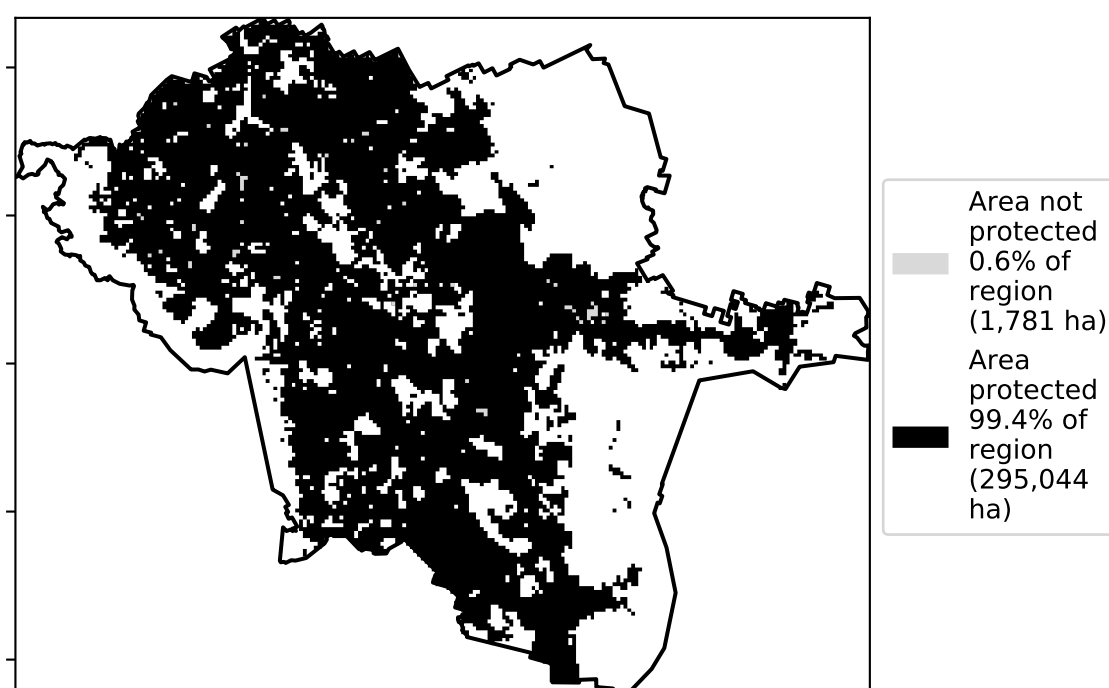 Area not
protected
0.6% of
region
(1,781 ha)
Area
protected
99.4% of
region
(295,044
ha)